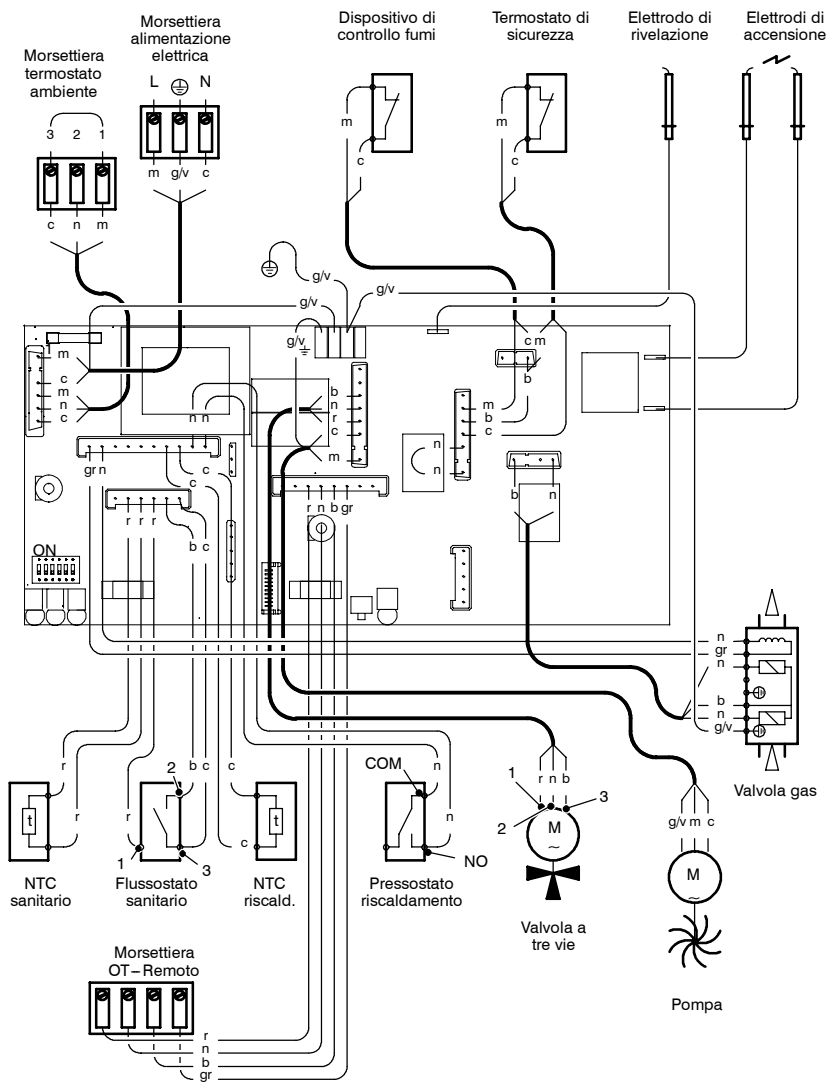 Morsettiera
termostato
ambiente
3 2 1
c n m
Morsettiera
alimentazione
elettrica
L N
m g/v c
Dispositivo di
controllo fumi
m
c
Termostato di
sicurezza
m
c
Elettrodo di
rivelazione
Elettrodi di
accensione
g/v
g/v
g/v
g/v
m
c
m
n
c
n n
b
n
r
c
m
c m
b
m
b
c
n
n
gr n
c
c
r r r
b c
r n b gr
b n
ON
n
gr
n
b
n
g/v
Valvola gas
r
r
NTC
sanitario
2
b c
r
1
3
Flussostato
sanitario
c
c
NTC
riscald.
COM
n
n
NO
Pressostato
riscaldamento
r n b
1
2
3
M
~
Valvola a
tre vie
g/v m c
M
~
Pompa
t
t
Morsettiera
OT-Remoto
r
n
b
gr